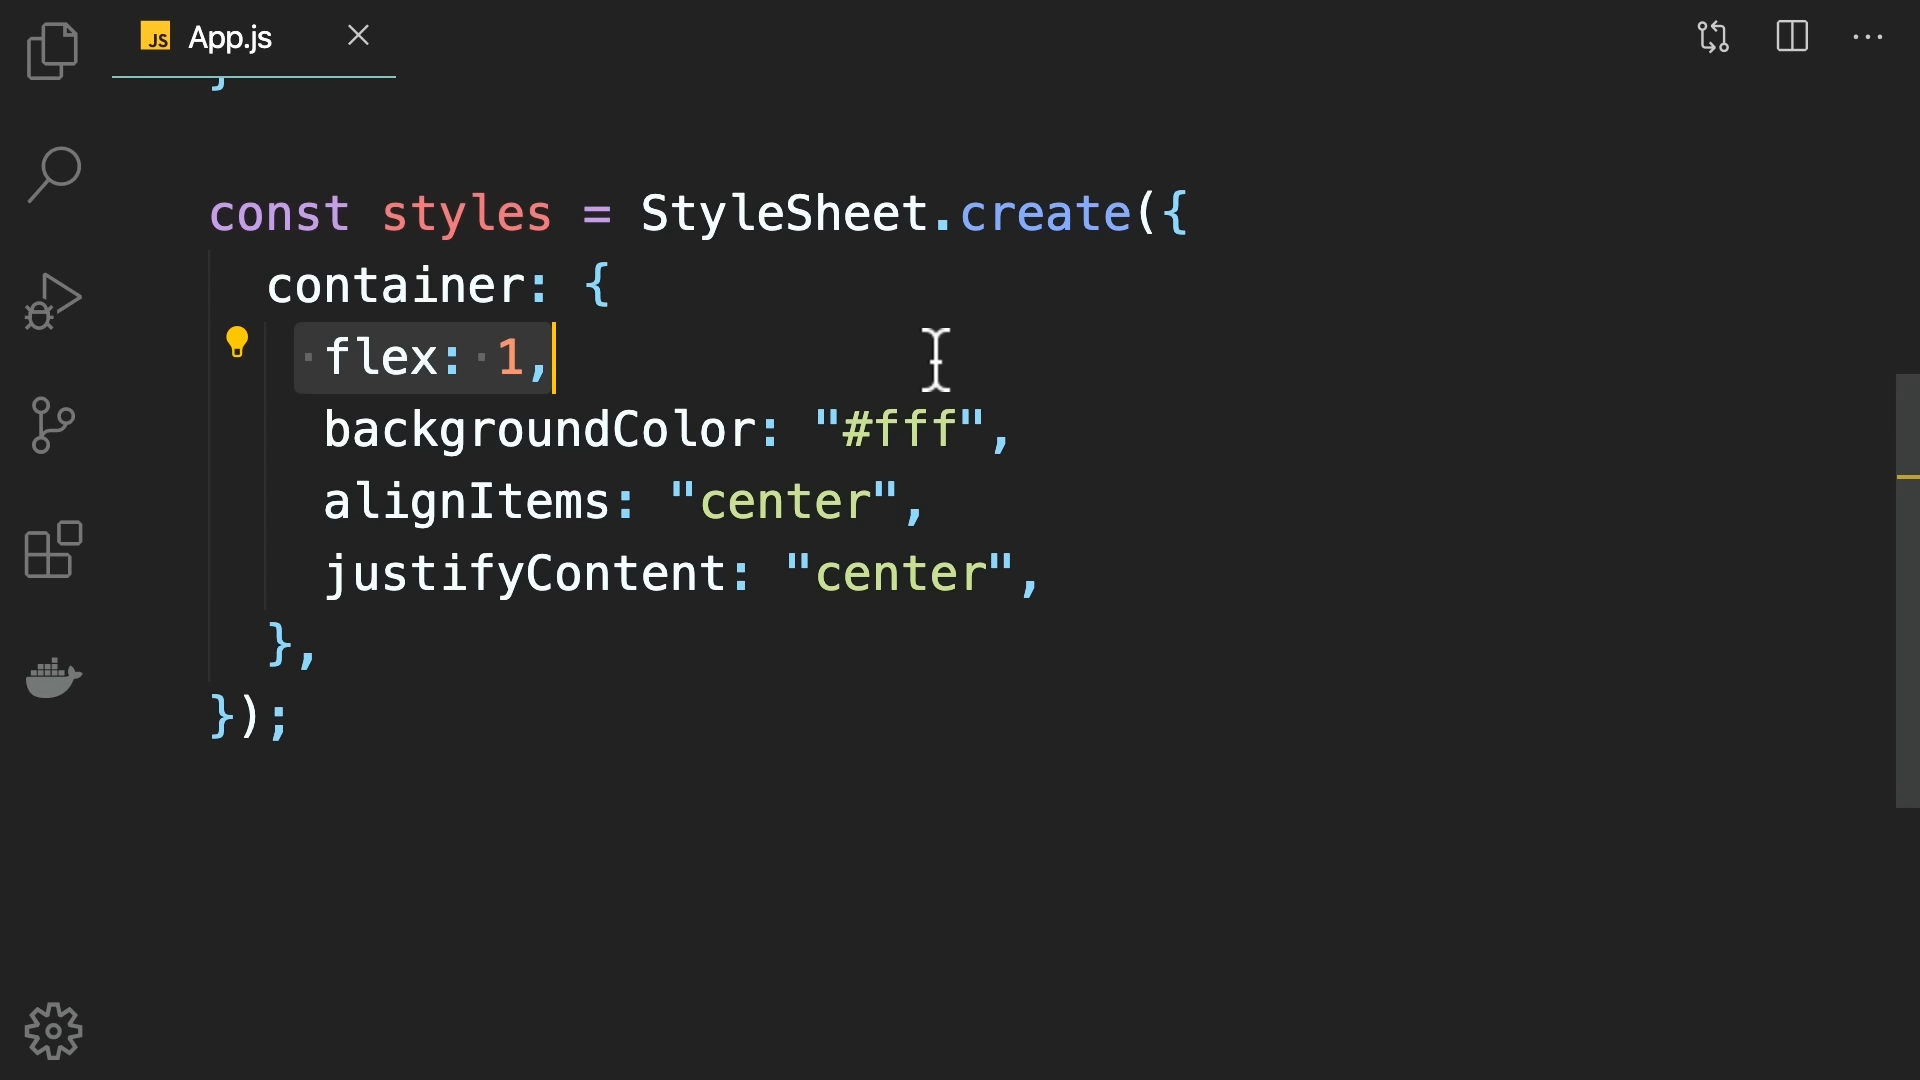 JS App.js
}
const styles = StyleSheet.create({
container: {
flex: 1,
backgroundColor: "#fff",
alignItems: "center",
justifyContent: "center",
},
});